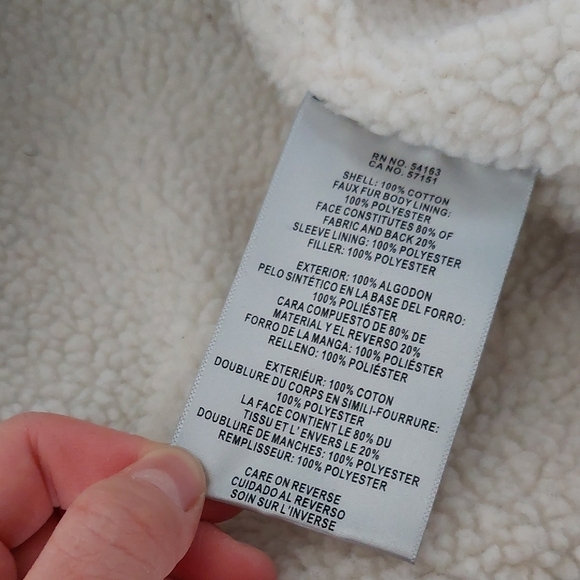 RN NO. 54163
CA NO. 57151
SHELL: 100% COTTON
FAUX FUR BODY LINING:
100% POLYESTER
FACE CONSTITUTES 80% OF
FABRIC AND BACK 20%
SLEEVE LINING: 100% POLYESTER
FILLER: 100% POLYESTER
EXTERIOR: 100% ALGODON
PELO SINTÉTICO EN LA BASE DEL FORRO:
100% POLIÉSTER
CARA COMPUESTO DE 80% DE
MATERIAL Y EL REVERSO 20%
FORRO DE LA MANGA: 100% POLIÉSTER
RELLENO: 100% POLIÉSTER
EXTERIÉUR: 100% COTON
DOUBLURE DU CORPS EN SIMILI-FOURRURE:
100% POLYESTER
LA FACE CONTIENT LE 80% DU
TISSU ET L'ENVERS LE 20%
DOUBLURE DE MANCHES: 100% POLYESTER
REMPLISSEUR: 100% POLYESTER
CARE ON REVERSE
CUIDADO AL REVERSO
SOIN SUR L'INVERSE